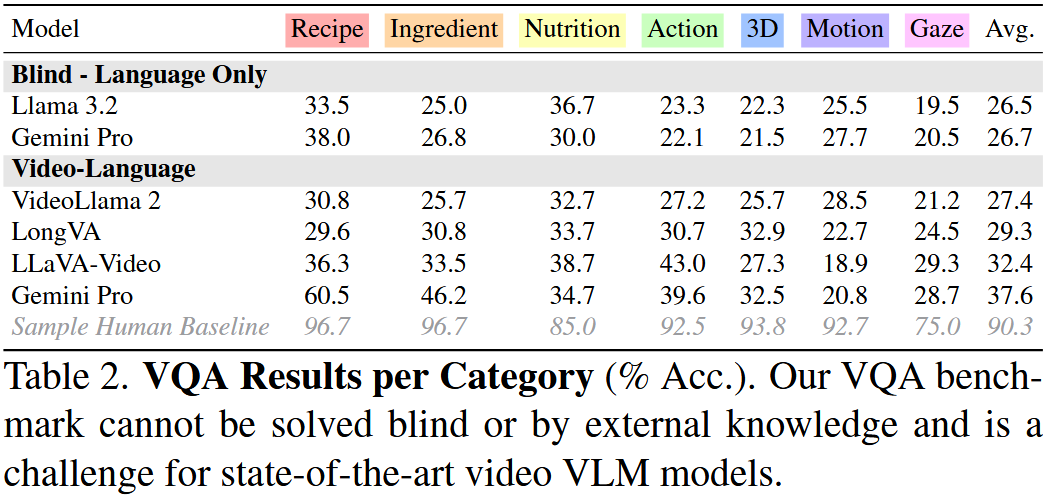 Model Recipe Ingredient Nutrition Action 3D Motion Gaze Avg.
Blind - Language Only
Llama 3.2 33.5 25.0 36.7 23.3 22.3 25.5 19.5 26.5
Gemini Pro 38.0 26.8 30.0 22.1 21.5 27.7 20.5 26.7
Video-Language
VideoLlama 2 30.8 25.7 32.7 27.2 25.7 28.5 21.2 27.4
LongVA 29.6 30.8 33.7 30.7 32.9 22.7 24.5 29.3
LLaVA-Video 36.3 33.5 38.7 43.0 27.3 18.9 29.3 32.4
Gemini Pro 60.5 46.2 34.7 39.6 32.5 20.8 28.7 37.6
Sample Human Baseline 96.7 96.7 85.0 92.5 93.8 92.7 75.0 90.3
Table 2. VQA Results per Category (% Acc.). Our VQA bench-
mark cannot be solved blind or by external knowledge and is a
challenge for state-of-the-art video VLM models.